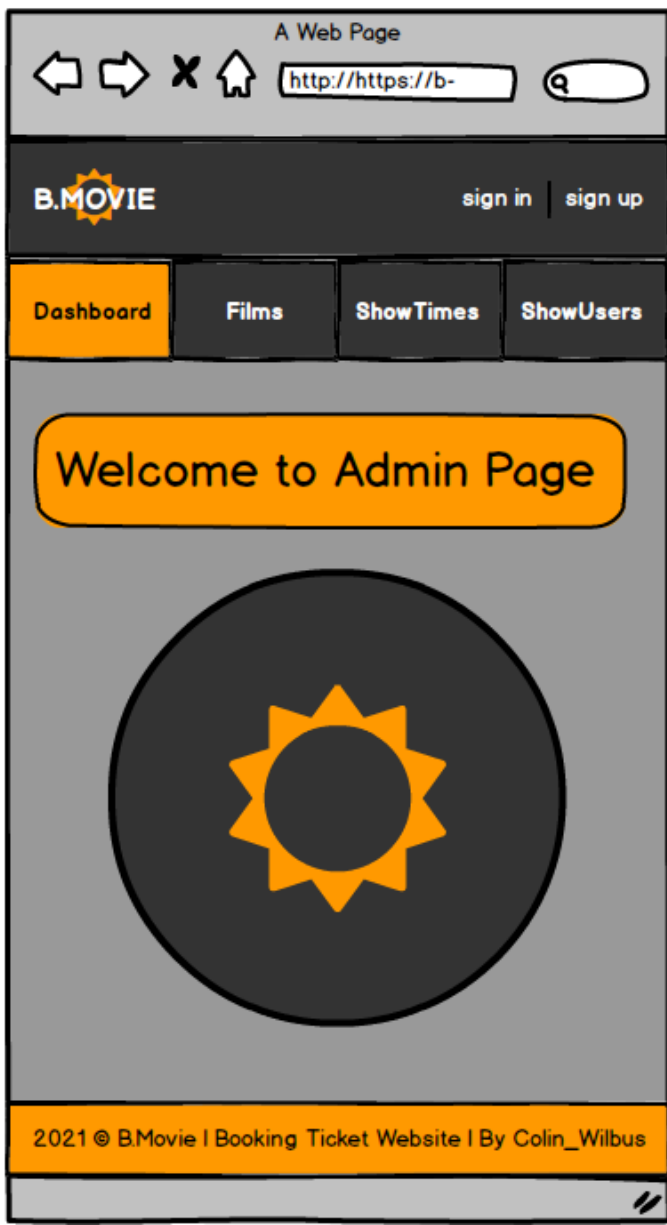 A Web Page
http://https://b-
B.MOVIE
sign in | sign up
Dashboard Films ShowTimes ShowUsers
Welcome to Admin Page
2021 © B.Movie | Booking Ticket Website | By Colin_Wilbus